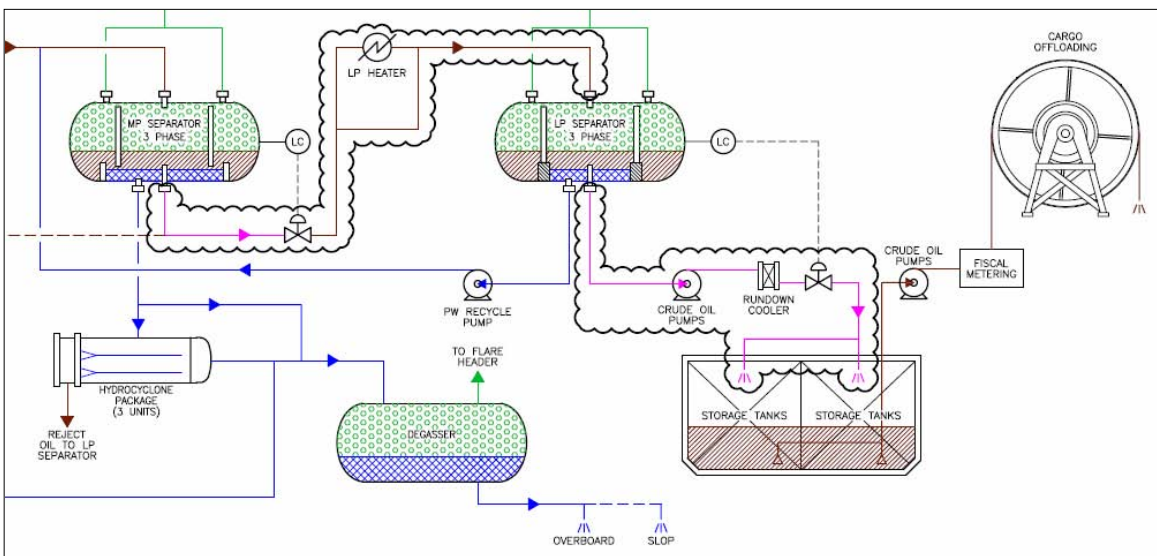 CARGO
OFFLOADING
LP HEATER
MP SEPARATOR
3 PHASE
LC
LP SEPARATOR
3 PHASE
LC
CRUDE OIL
PUMPS
FISCAL
METERING
PW RECYCLE
PUMP
CRUDE OIL
PUMPS
RUNDOWN
COOLER
TO FLARE
HEADER
HYDROCYCLONE
PACKAGE
(3 UNITS)
STORAGE TANKS
STORAGE TANKS
REJECT
OIL TO LP
SEPARATOR
DEGASSER
OVERBOARD
SLOP